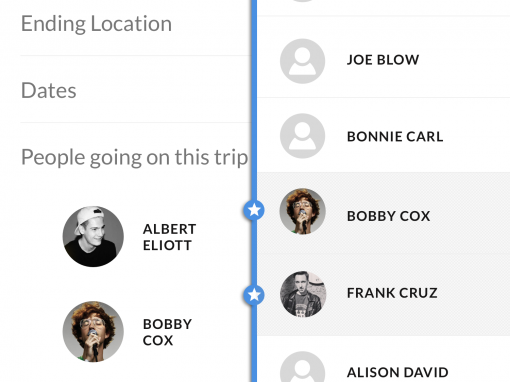 Ending Location
Dates
People going on this trip
ALBERT
ELIOTT
BOBBY
COX
JOE BLOW
BONNIE CARL
BOBBY COX
FRANK CRUZ
ALISON DAVID